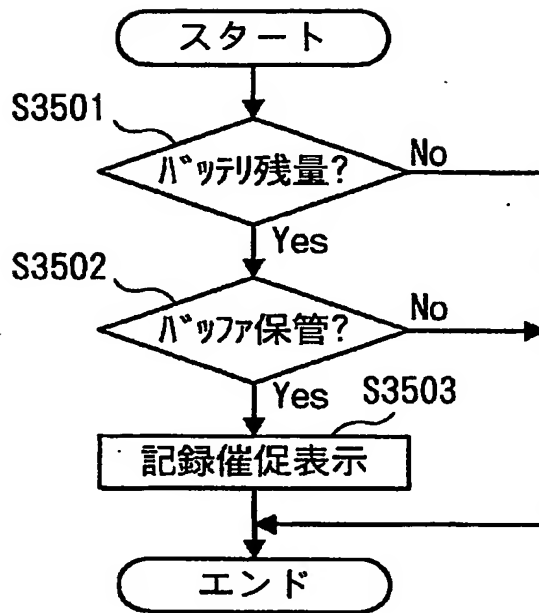 スタート
S3501
バッテリ残量?
No
Yes
S3502
バッファ保管?
No
Yes
S3503
記録催促表示
エンド